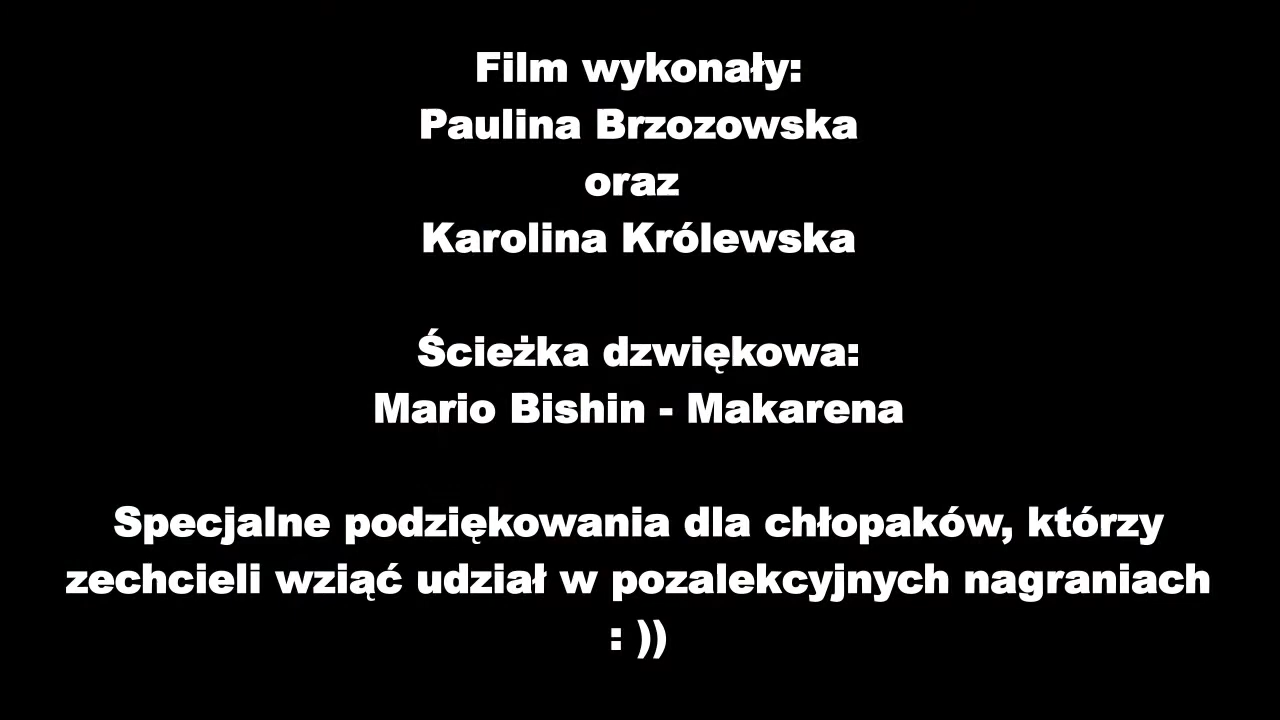 Film wykonały:
Paulina Brzozowska
oraz
Karolina Królewska
Ścieżka dzwiękowa:
Mario Bishin - Makarena
Specjalne podziękowania dla chłopaków, którzy
zechcieli wziąć udział w pozalekcyjnych nagraniach
: ))